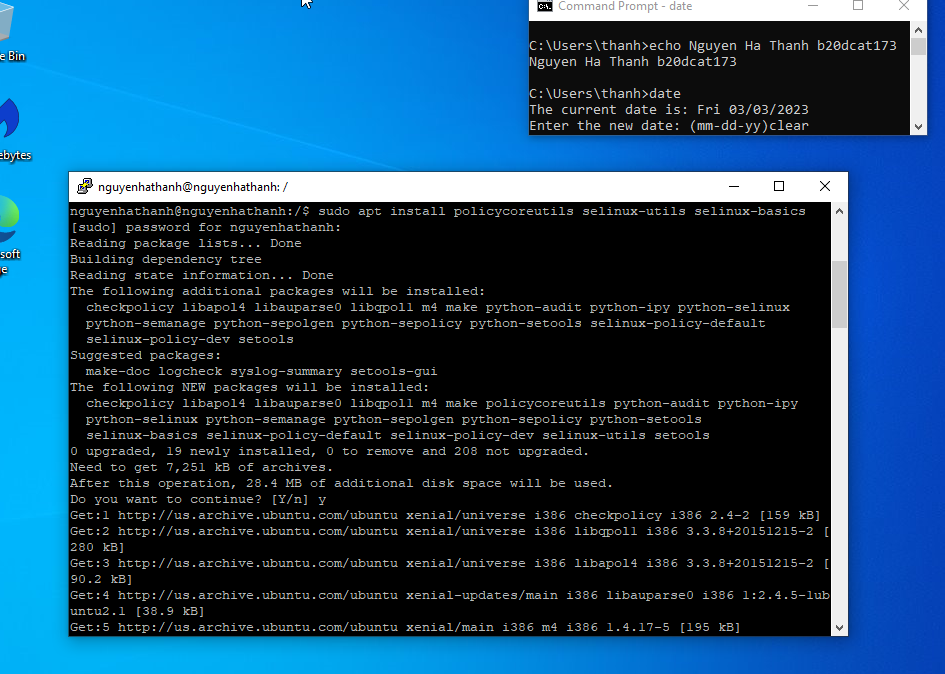 e Bin
ebytes
soft
e
Command Prompt - date
C:\Users\thanh>echo Nguyen Ha Thanh b20dcat173
Nguyen Ha Thanh b20dcat173
C:\Users\thanh>date
The current date is: Fri 03/03/2023
Enter the new date: (mm-dd-yy)clear
nguyenhathanh@nguyenhathanh: /
nguyenhathanh@nguyenhathanh:/$ sudo apt install policycoreutils selinux-utils selinux-basics
[sudo] password for nguyenhathanh:
Reading package lists... Done
Building dependency tree
Reading state information... Done
The following additional packages will be installed:
checkpolicy libapol4 libauparse0 libqpol1 m4 make python-audit python-ipy python-selinux
python-semanage python-sepolgen python-sepolicy python-setools selinux-policy-default
selinux-policy-dev setools
Suggested packages:
make-doc logcheck syslog-summary setools-gui
The following NEW packages will be installed:
checkpolicy libapol4 libauparse0 libqpol1 m4 make policycoreutils python-audit python-ipy
python-selinux python-semanage python-sepolgen python-sepolicy python-setools
selinux-basics selinux-policy-default selinux-policy-dev selinux-utils setools
0 upgraded, 19 newly installed, 0 to remove and 208 not upgraded.
Need to get 7,251 kB of archives.
After this operation, 28.4 MB of additional disk space will be used.
Do you want to continue? [Y/n] y
Get:1 http://us.archive.ubuntu.com/ubuntu xenial/universe i386 checkpolicy i386 2.4-2 [159 kB]
Get:2 http://us.archive.ubuntu.com/ubuntu xenial/universe i386 libqpol1 i386 3.3.8+20151215-2 [
280 kB]
Get:3 http://us.archive.ubuntu.com/ubuntu xenial/universe i386 libapol4 i386 3.3.8+20151215-2 [
90.2 kB]
Get:4 http://us.archive.ubuntu.com/ubuntu xenial-updates/main i386 libauparse0 i386 1:2.4.5-1ub
untu2.1 [38.9 kB]
Get:5 http://us.archive.ubuntu.com/ubuntu xenial/main i386 m4 i386 1.4.17-5 [195 kB]